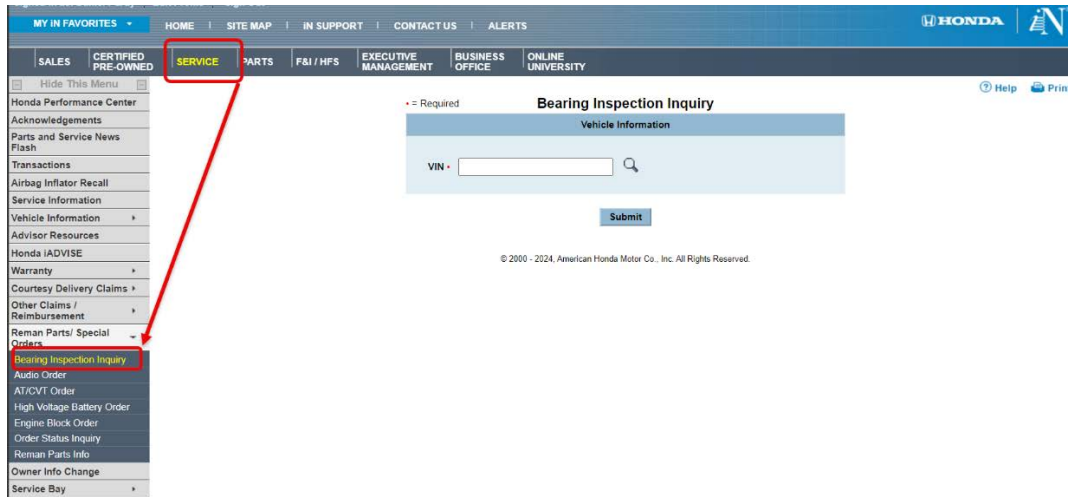 MY IN FAVORITES
HOME | SITE MAP | iN SUPPORT | CONTACT US | ALERTS
HONDA iN
SALES
CERTIFIED
PRE-OWNED
SERVICE
PARTS
F&I / HFS
EXECUTIVE
MANAGEMENT
BUSINESS
OFFICE
ONLINE
UNIVERSITY
Hide This Menu
Honda Performance Center
Acknowledgements
Parts and Service News
Flash
Transactions
Airbag Inflator Recall
Service Information
Vehicle Information
Advisor Resources
Honda iADVISE
Warranty
Courtesy Delivery Claims
Other Claims /
Reimbursement
Reman Parts/ Special
Orders
Bearing Inspection Inquiry
Audio Order
AT/CVT Order
High Voltage Battery Order
Engine Block Order
Order Status Inquiry
Reman Parts Info
Owner Info Change
Service Bay
Help Prin
• = Required
Bearing Inspection Inquiry
Vehicle Information
VIN •
Submit
© 2000 - 2024, American Honda Motor Co., Inc. All Rights Reserved.